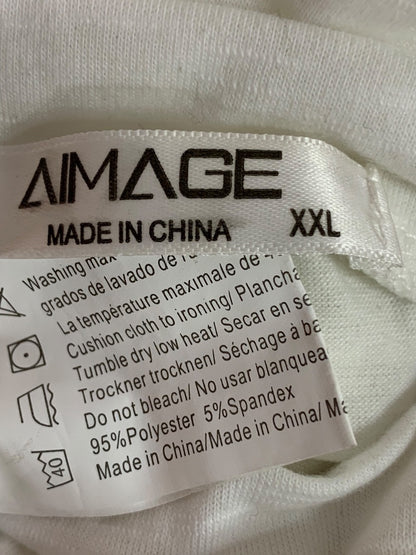 AIMAGE
MADE IN CHINA XXL
Washing max
grados de lavado de
La température maximale de
Cushion cloth to ironing/ Plancha
Tumble dry low heat/ Secar en se
Trockner trocknen/ Séchage à ba
Do not bleach/ No usar blanquea
95%Polyester 5%Spandex
Made in China/Made in China/ Ma
40